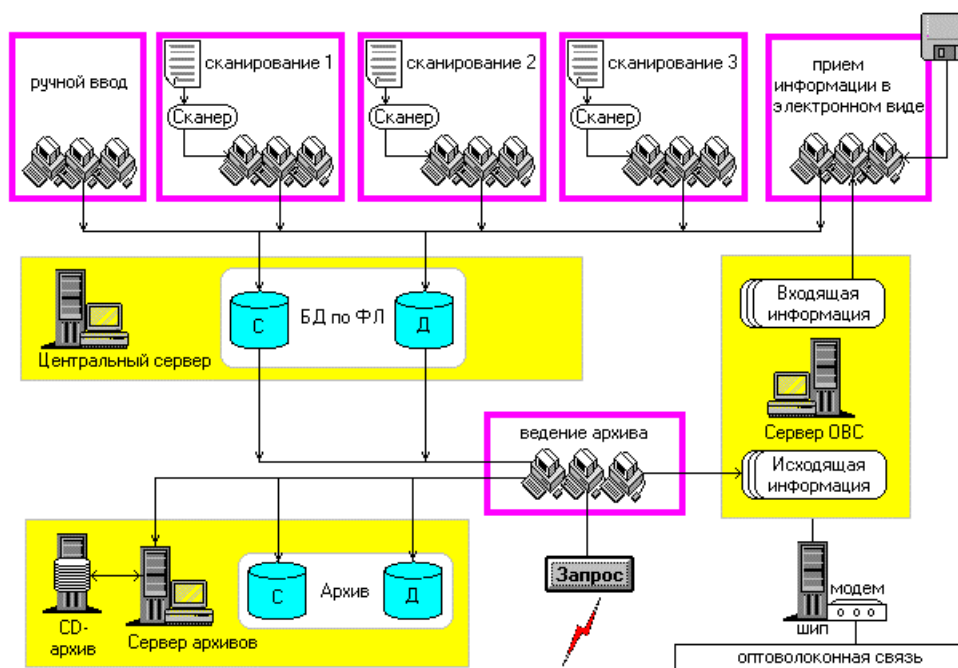 ручной ввод
сканирование 1
Сканер
сканирование 2
Сканер
сканирование 3
Сканер
прием
информации в
электронном виде
Центральный сервер
С
БД по ФЛ
Д
Входящая
информация
Сервер ОВС
Исходящая
информация
ведение архива
Запрос
CD-
архив
Сервер архивов
С
Архив
Д
модем
шип
оптоволоконная связь